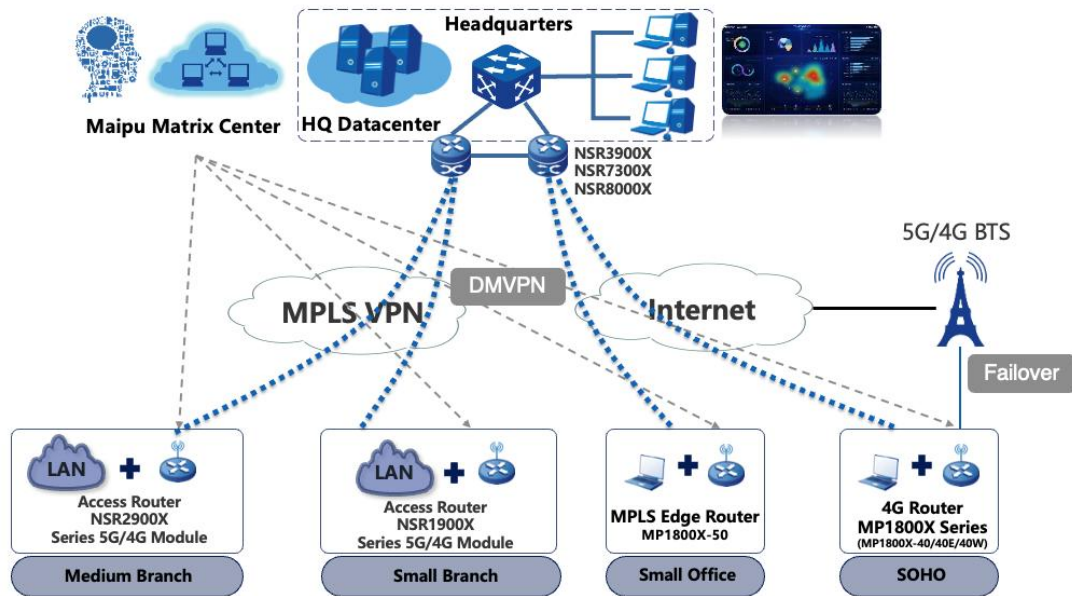 Headquarters
Maipu Matrix Center
HQ Datacenter
NSR3900X
NSR7300X
NSR8000X
5G/4G BTS
DMVPN
MPLS VPN
Internet
Failover
LAN
Access Router
NSR2900X
Series 5G/4G Module
Medium Branch
LAN
Access Router
NSR1900X
Series 5G/4G Module
Small Branch
MPLS Edge Router
MP1800X-50
Small Office
4G Router
MP1800X Series
(MP1800X-40/40E/40W)
SOHO